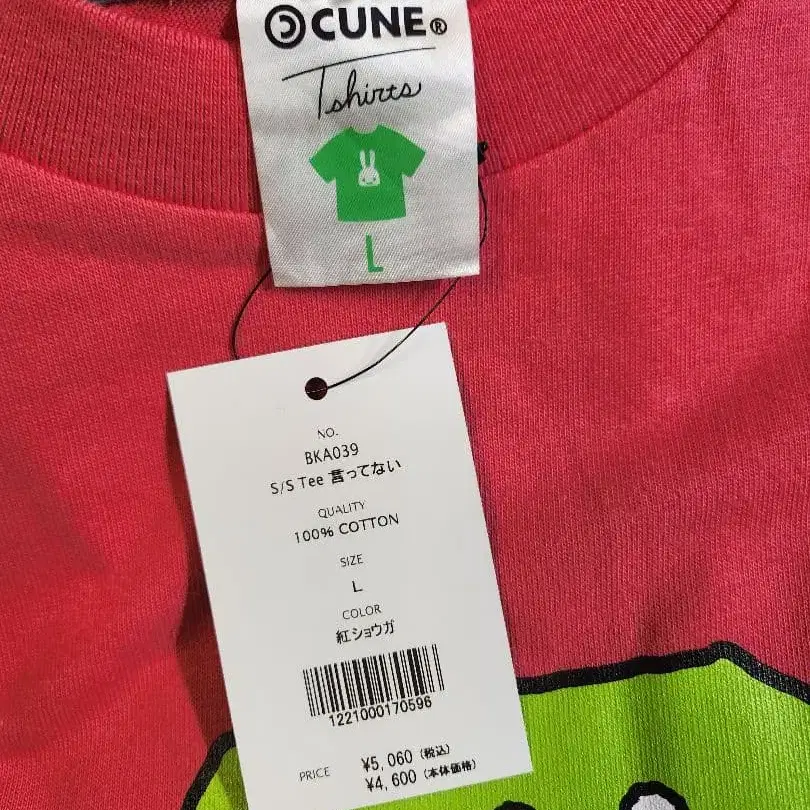 CUNE®
Tshirts
L
NO.
BKA039
S/S Tee 言ってない
QUALITY
100% COTTON
SIZE
L
COLOR
紅ショウガ
1221000170596
PRICE ¥5,060 (税込)
¥4,600 (本体価格)